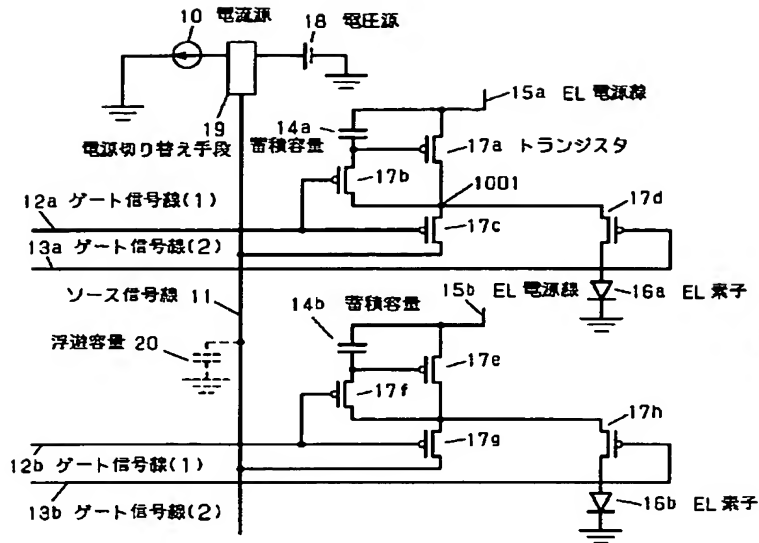 10 電流源
18 電圧源
15a EL 電源線
14a
19
電源切り替え手段
蓄積容量
17a トランジスタ
17b
1001
12a ゲート信号線(1)
17d
17c
13a ゲート信号線(2)
ソース信号線 11
14b 蓄積容量
15b EL 電源線
16a EL 素子
浮遊容量 20
17e
17f
17h
17g
12b ゲート信号線(1)
13b ゲート信号線(2)
16b EL 素子